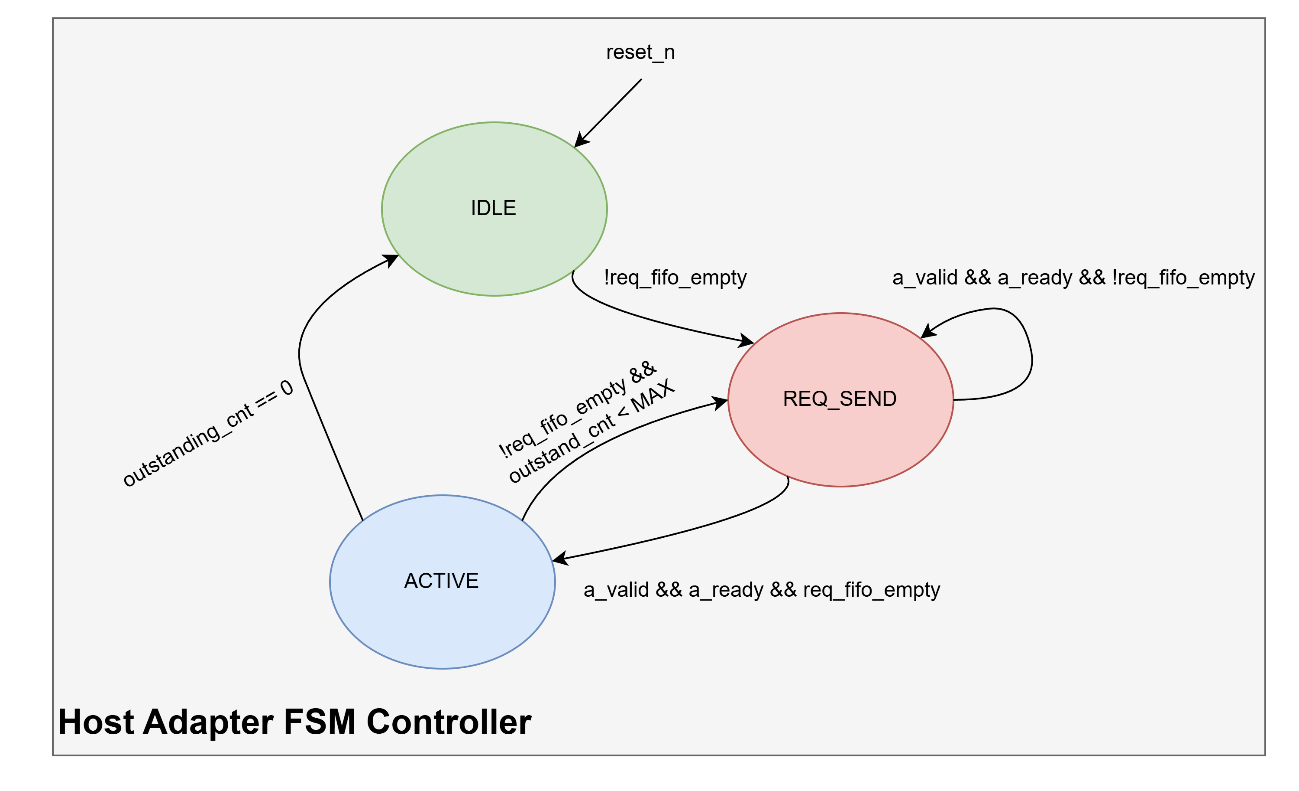 reset_n
IDLE
!req_fifo_empty
a_valid && a_ready && !req_fifo_empty
REQ_SEND
!req_fifo_empty &&
outstand_cnt < MAX
outstanding_cnt == 0
ACTIVE
a_valid && a_ready && req_fifo_empty
Host Adapter FSM Controller